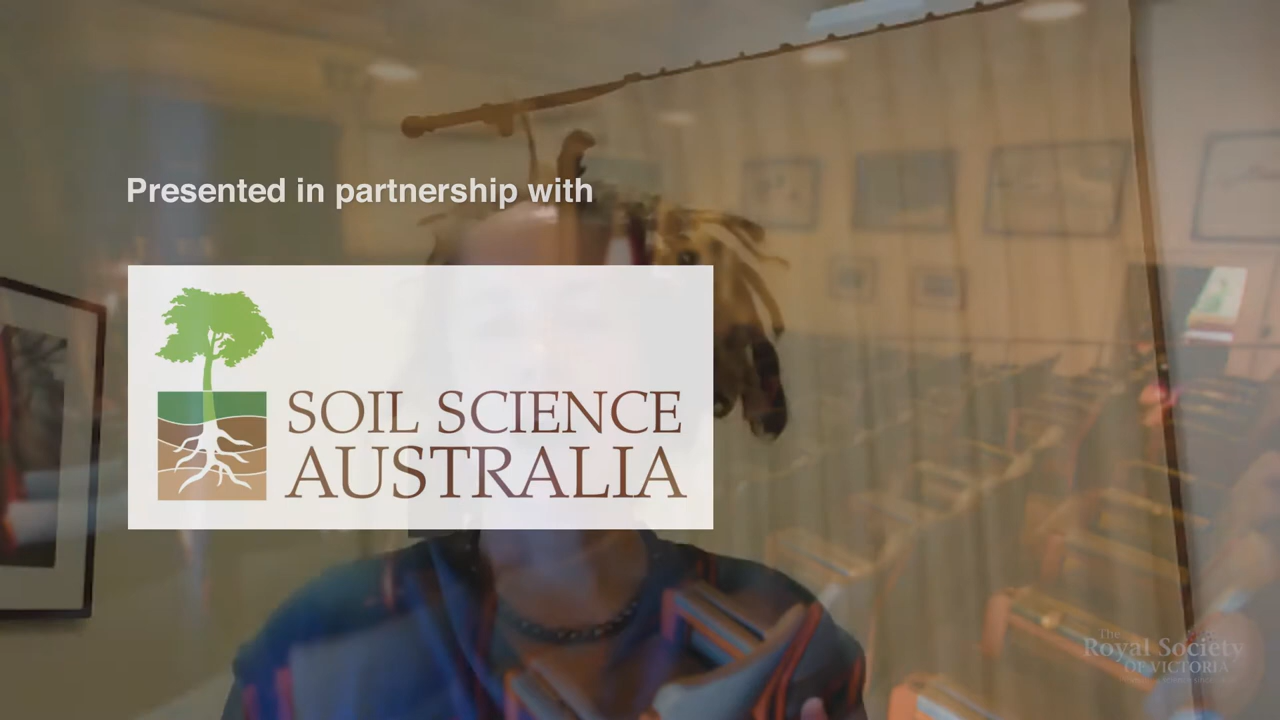 Presented in partnership with
SOIL SCIENCE
AUSTRALIA
The
Royal Society
OF VICTORIA